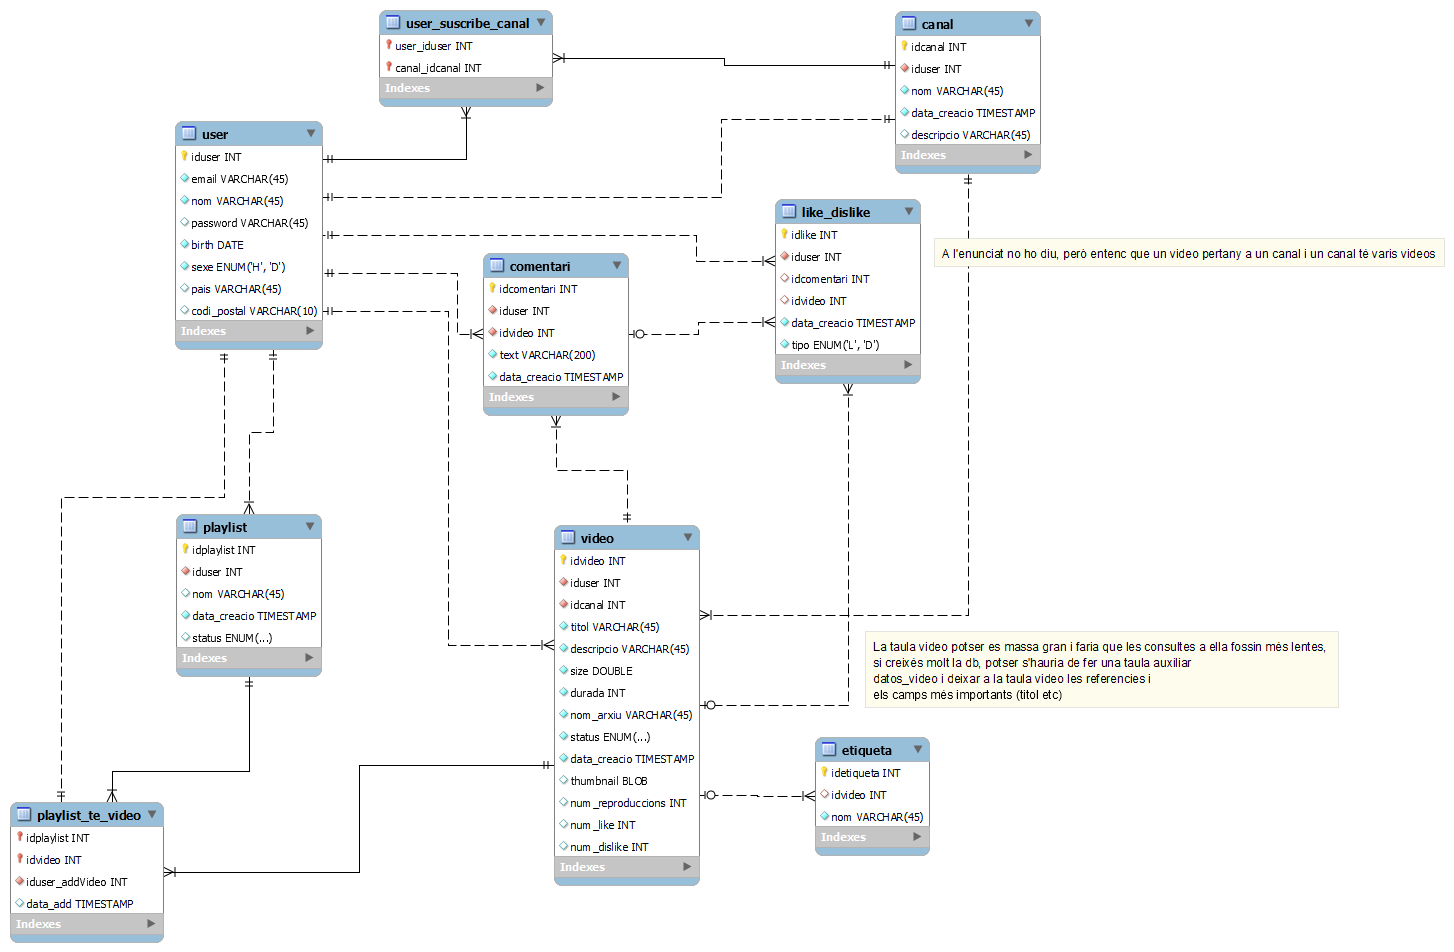 user_suscribe_canal
user_iduser INT
canal_idcanal INT
Indexes
canal
idcanal INT
iduser INT
nom VARCHAR(45)
data_creacio TIMESTAMP
descripcio VARCHAR(45)
Indexes
user
iduser INT
email VARCHAR(45)
nom VARCHAR(45)
password VARCHAR(45)
birth DATE
sexe ENUM('H', 'D')
pais VARCHAR(45)
codi_postal VARCHAR(10)
Indexes
like_dislike
idlike INT
iduser INT
idcomentari INT
idvideo INT
data_creacio TIMESTAMP
tipo ENUM('L', 'D')
Indexes
A l'enunciat no ho diu, però entenc que un video pertany a un canal i un canal té varis videos
comentari
idcomentari INT
iduser INT
idvideo INT
text VARCHAR(200)
data_creacio TIMESTAMP
Indexes
playlist
idplaylist INT
iduser INT
nom VARCHAR(45)
data_creacio TIMESTAMP
status ENUM(...)
Indexes
video
idvideo INT
iduser INT
idcanal INT
titol VARCHAR(45)
descripcio VARCHAR(45)
size DOUBLE
durada INT
nom_arxiu VARCHAR(45)
status ENUM(...)
data_creacio TIMESTAMP
thumbnail BLOB
num_reproduccions INT
num_like INT
num_dislike INT
Indexes
La taula video potser es massa gran i faria que les consultes a ella fossin més lentes,
si creixés molt la db, potser s'hauria de fer una taula auxiliar
datos_video i deixar a la taula video les referencies i
els camps més importants (titol etc)
etiqueta
idetiqueta INT
idvideo INT
nom VARCHAR(45)
Indexes
playlist_te_video
idplaylist INT
idvideo INT
iduser_addVideo INT
data_add TIMESTAMP
Indexes